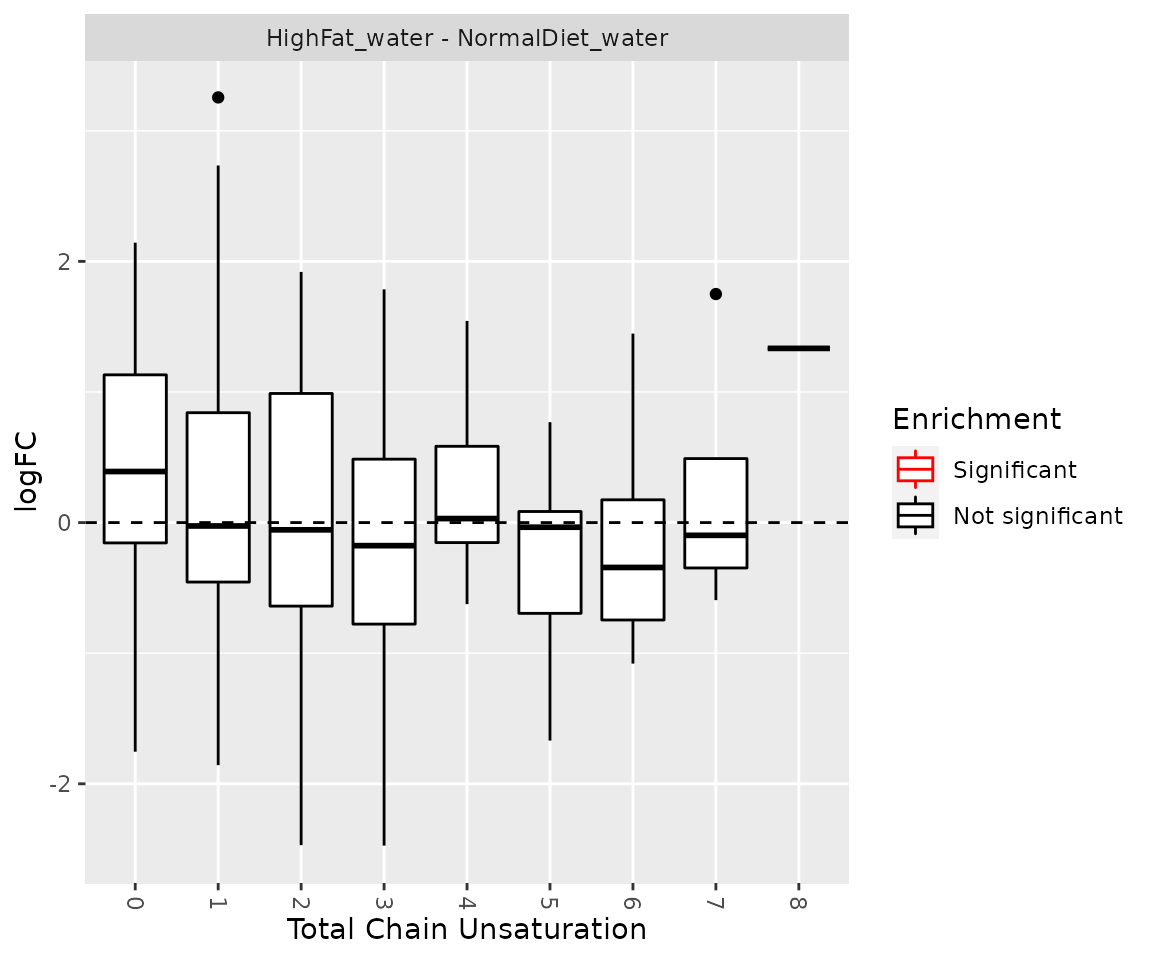 HighFat_water - NormalDiet_water
logFC
2
0
-2
0 1 2 3 4 5 6 7 8
Total Chain Unsaturation
Enrichment
Significant
Not significant